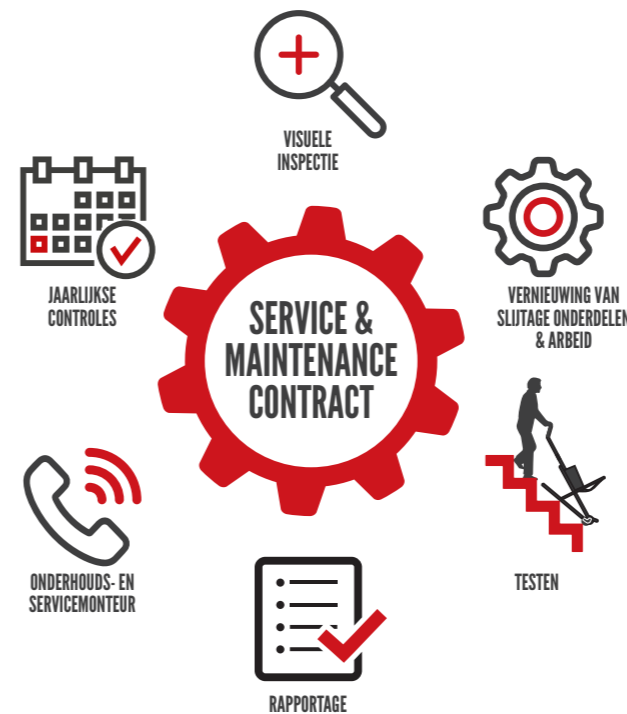 VISUELE
INSPECTIE
JAARLIJKSE
CONTROLES
VERNIEUWING VAN
SLIJTAGE ONDERDELEN
& ARBEID
SERVICE &
MAINTENANCE
CONTRACT
ONDERHOUDS- EN
SERVICEMONTEUR
TESTEN
RAPPORTAGE